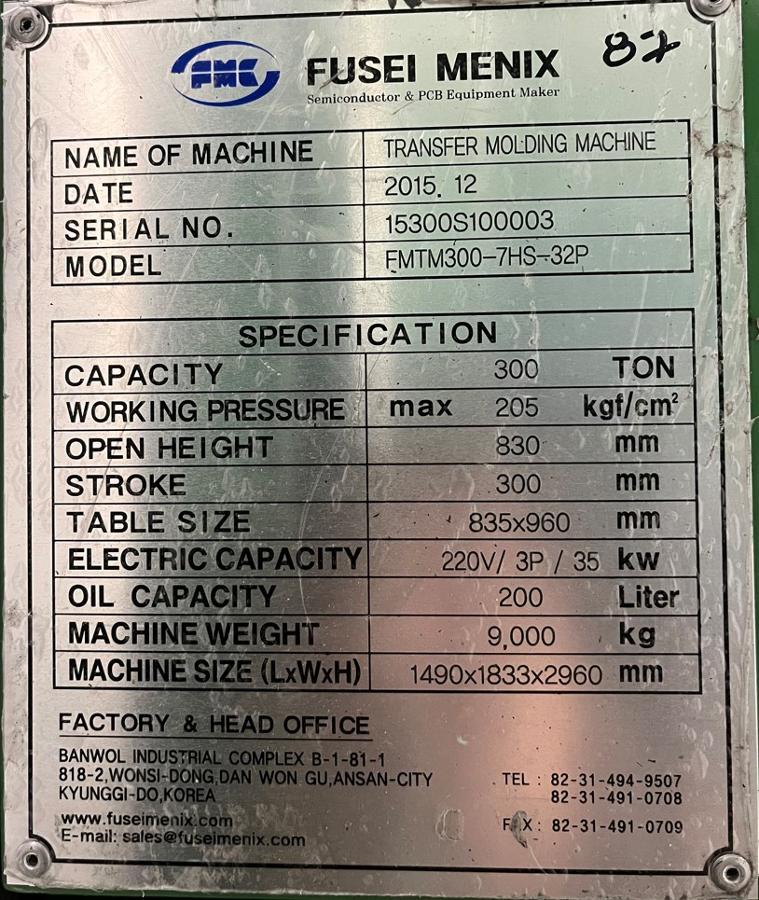 FMC FUSEI MENIX 87
Semiconductor & PCB Equipment Maker
NAME OF MACHINE TRANSFER MOLDING MACHINE
DATE 2015. 12
SERIAL NO. 15300S100003
MODEL FMTM300-7HS-32P
SPECIFICATION
CAPACITY 300 TON
WORKING PRESSURE max 205 kgf/cm²
OPEN HEIGHT 830 mm
STROKE 300 mm
TABLE SIZE 835x960 mm
ELECTRIC CAPACITY 220V/ 3P / 35 kw
OIL CAPACITY 200 Liter
MACHINE WEIGHT 9,000 kg
MACHINE SIZE (LxWxH) 1490x1833x2960 mm
FACTORY & HEAD OFFICE
BANWOL INDUSTRIAL COMPLEX B-1-81-1
818-2,WONSI-DONG,DAN WON GU,ANSAN-CITY TEL : 82-31-494-9507
KYUNGGI-DO,KOREA 82-31-491-0708
www.fuseimenix.com FAX : 82-31-491-0709
E-mail: sales@fuseimenix.com